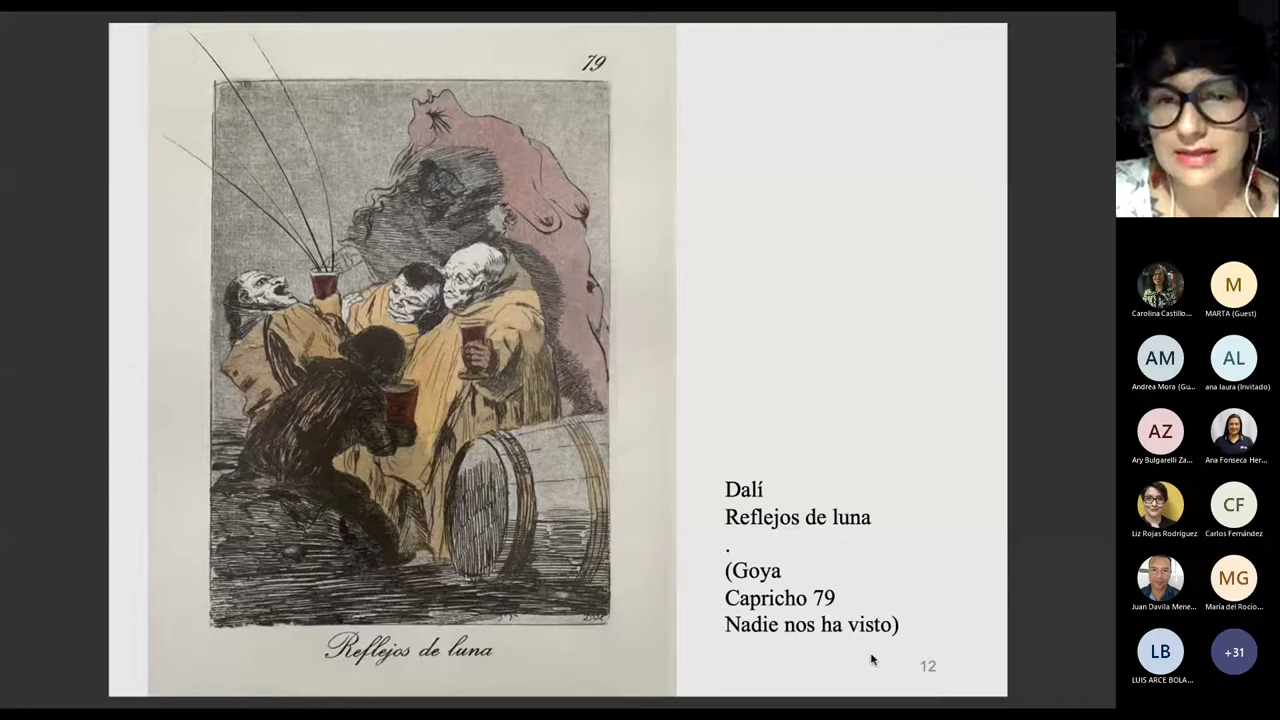 79
Reflejos de luna
Dalí
Reflejos de luna
.
(Goya
Capricho 79
Nadie nos ha visto)
12
Carolina Castillo...
M
MARTA (Guest)
AM
Andrea Mora (Gu...
AL
ana laura (Invitado)
AZ
Ary Bulgarelli Za...
Ana Fonseca Her...
Liz Rojas Rodríguez
CF
Carlos Fernández
Juan Davila Mene...
MG
María del Rocío...
LB
LUIS ARCE BOLA...
+31